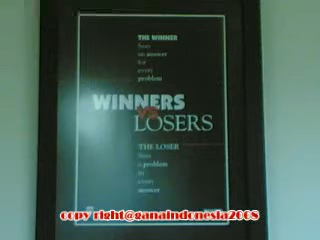 THE WINNER
Sees
an answer
for
every
problem
WINNERS
VS
LOSERS
THE LOSER
Sees
a problem
in
every
answer
copy right@ganaindonesia2008